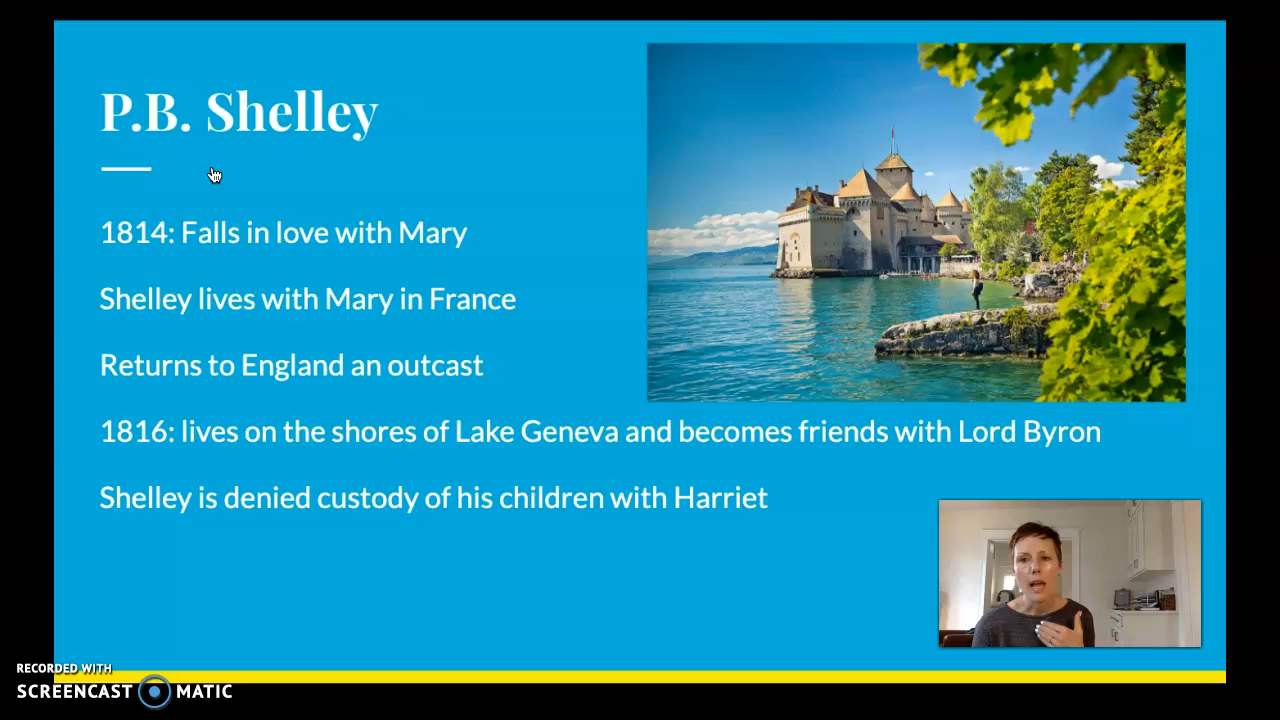 P.B. Shelley
1814: Falls in love with Mary
Shelley lives with Mary in France
Returns to England an outcast
1816: lives on the shores of Lake Geneva and becomes friends with Lord Byron
Shelley is denied custody of his children with Harriet
RECORDED WITH
SCREENCAST MATIC